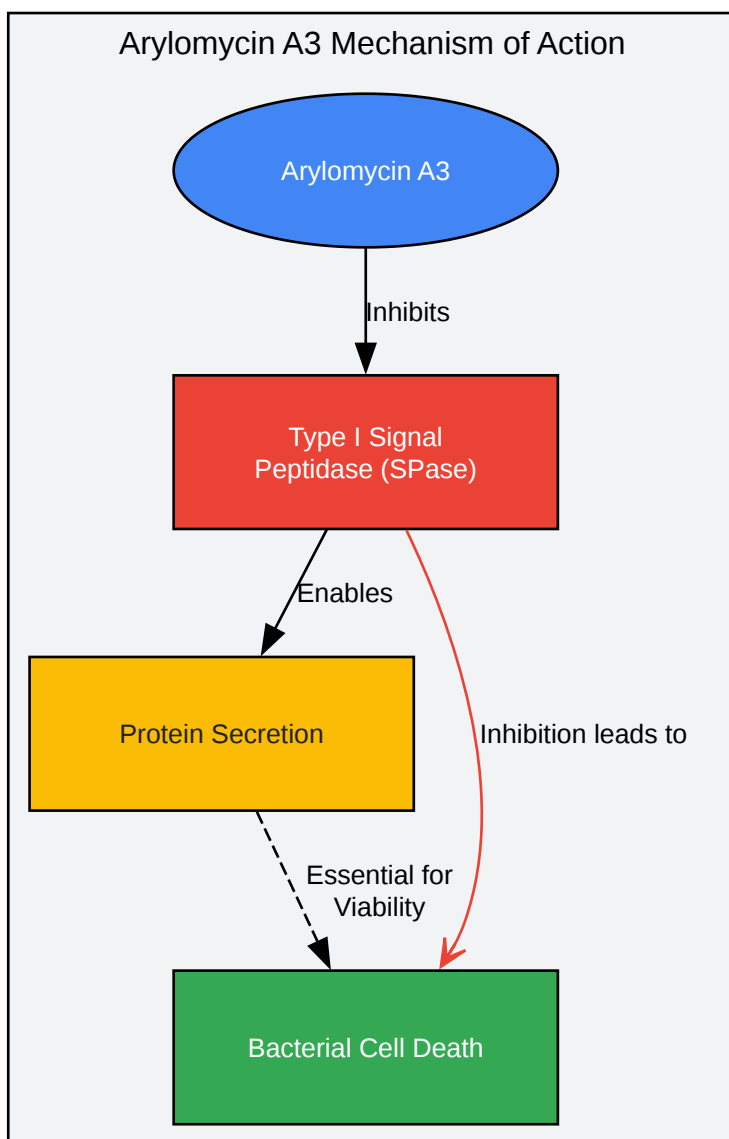 Arylomycin A3 Mechanism of Action
Arylomycin A3
Inhibits
Type I Signal
Peptidase (SPase)
Enables
Protein Secretion
Inhibition leads to
Essential for
Viability
Bacterial Cell Death